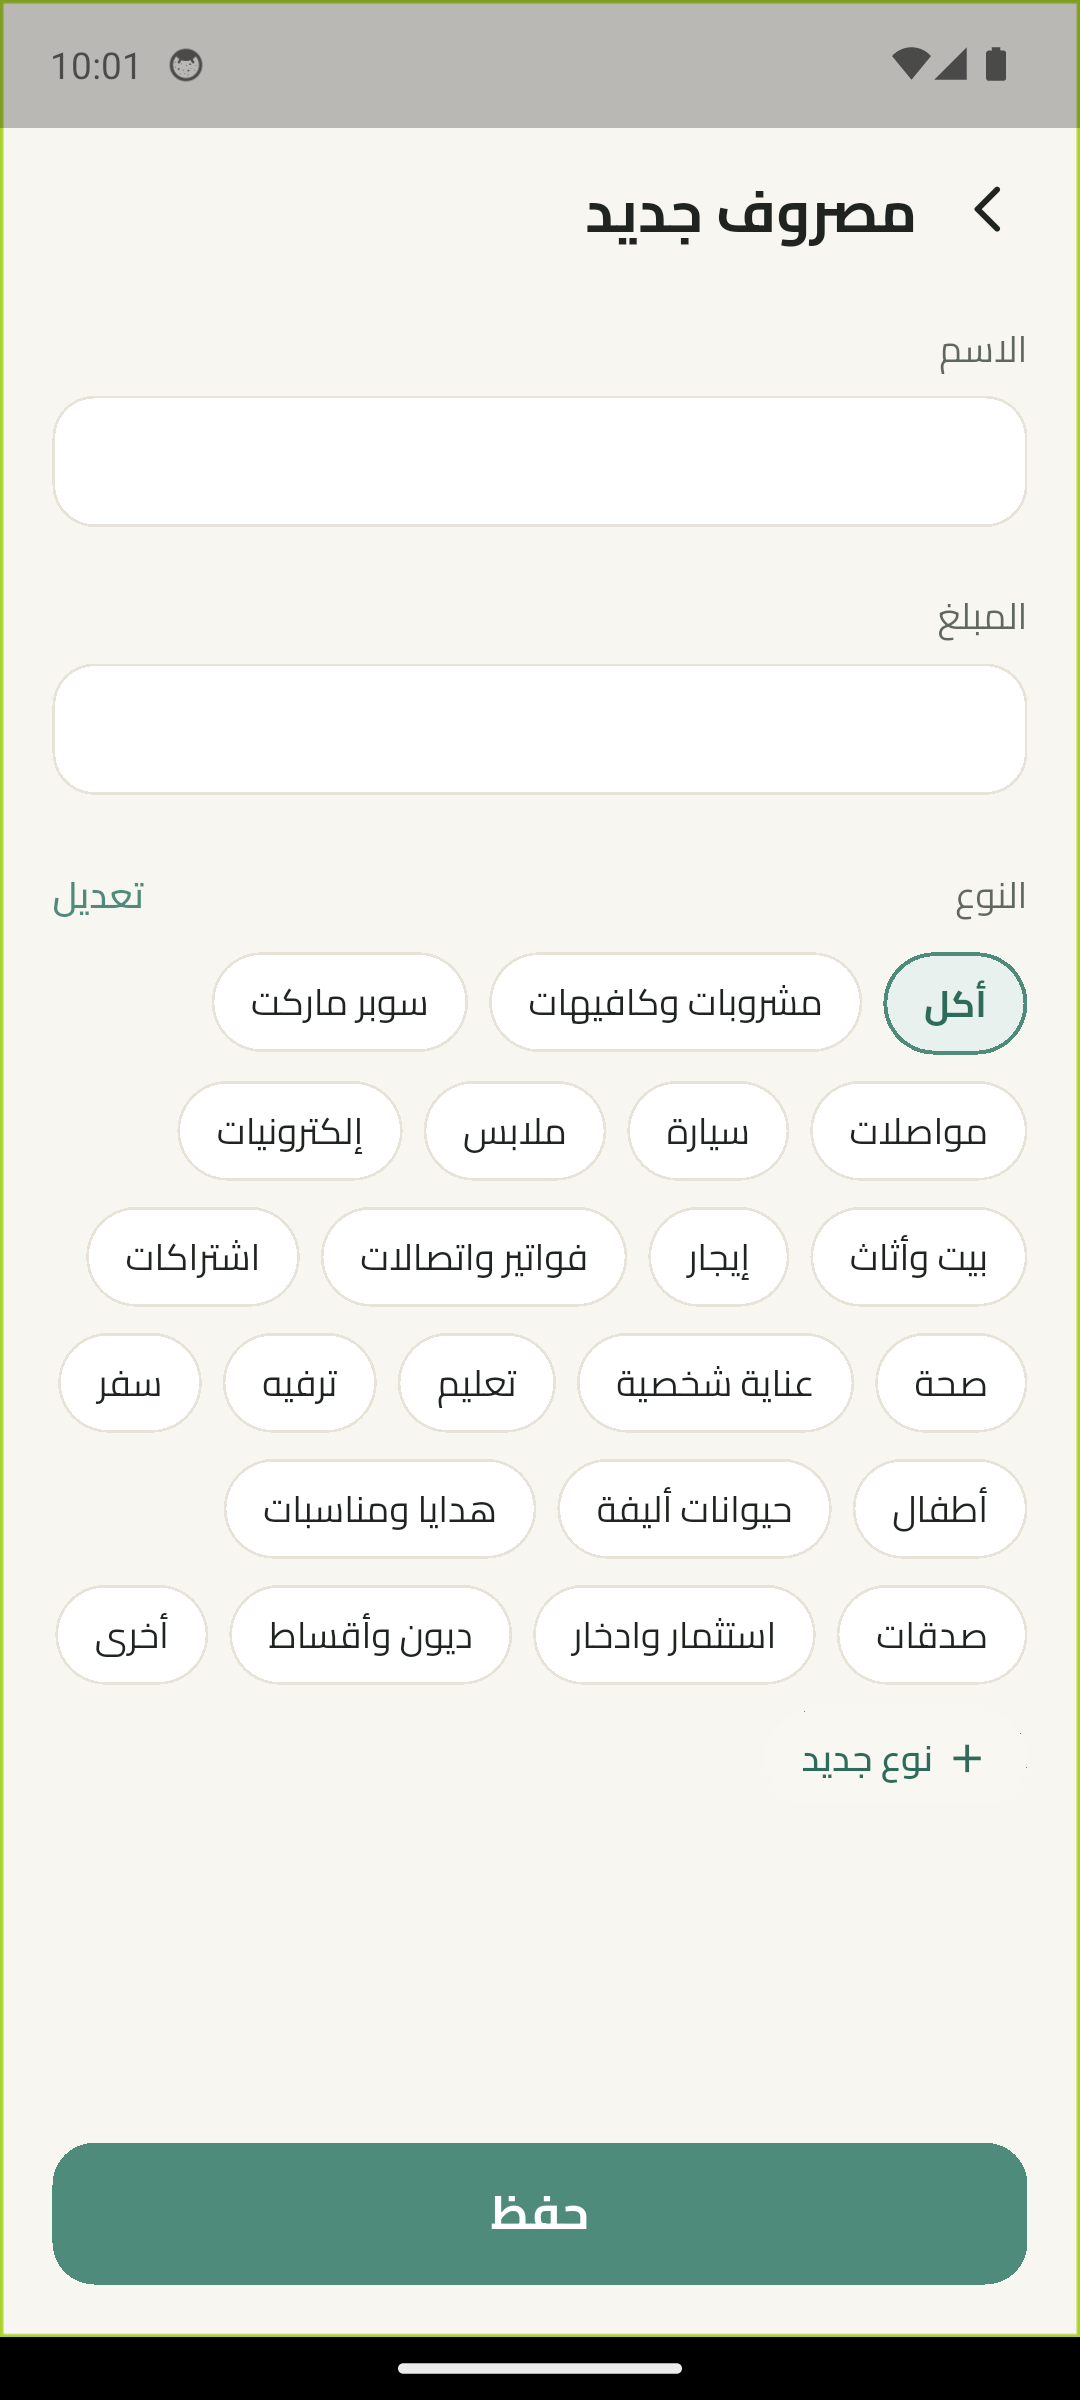 10:01
مصروف جديد
الاسم
المبلغ
النوع تعديل
أكل مشروبات وكافيهات سوبر ماركت
مواصلات سيارة ملابس إلكترونيات
بيت وأثاث إيجار فواتير واتصالات اشتراكات
صحة عناية شخصية تعليم ترفيه سفر
أطفال حيوانات أليفة هدايا ومناسبات
صدقات استثمار وادخار ديون وأقساط أخرى
+ نوع جديد
حفظ